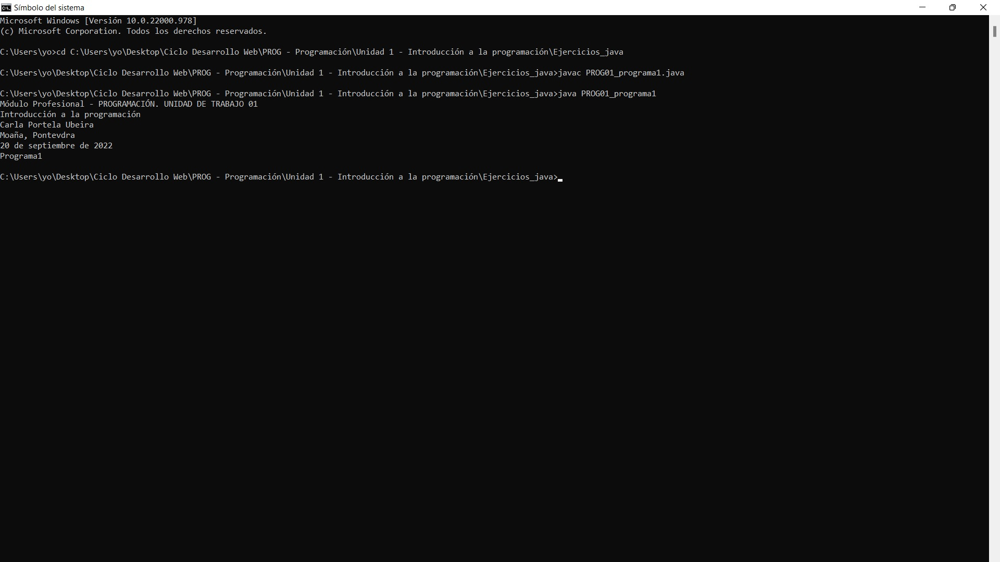 Símbolo del sistema
Microsoft Windows [Versión 10.0.22000.978]
(c) Microsoft Corporation. Todos los derechos reservados.
C:\Users\yo>cd C:\Users\yo\Desktop\Ciclo Desarrollo Web\PROG - Programación\Unidad 1 - Introducción a la programación\Ejercicios_java
C:\Users\yo\Desktop\Ciclo Desarrollo Web\PROG - Programación\Unidad 1 - Introducción a la programación\Ejercicios_java>javac PROG01_programa1.java
C:\Users\yo\Desktop\Ciclo Desarrollo Web\PROG - Programación\Unidad 1 - Introducción a la programación\Ejercicios_java>java PROG01_programa1
Módulo Profesional - PROGRAMACIÓN. UNIDAD DE TRABAJO 01
Introducción a la programación
Carla Portela Ubeira
Moaña, Pontevdra
20 de septiembre de 2022
Programa1
C:\Users\yo\Desktop\Ciclo Desarrollo Web\PROG - Programación\Unidad 1 - Introducción a la programación\Ejercicios_java>